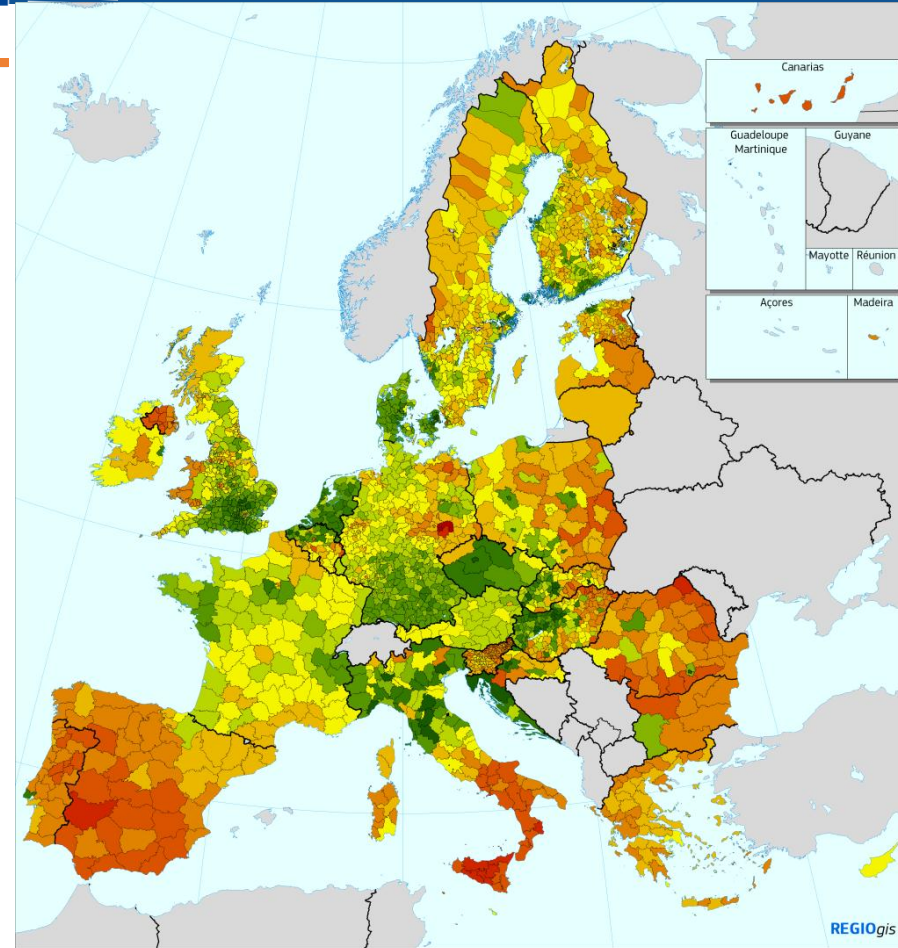 Canarias
Guadeloupe
Martinique
Guyane
Mayotte
Réunion
Açores
Madeira
REGIOgis